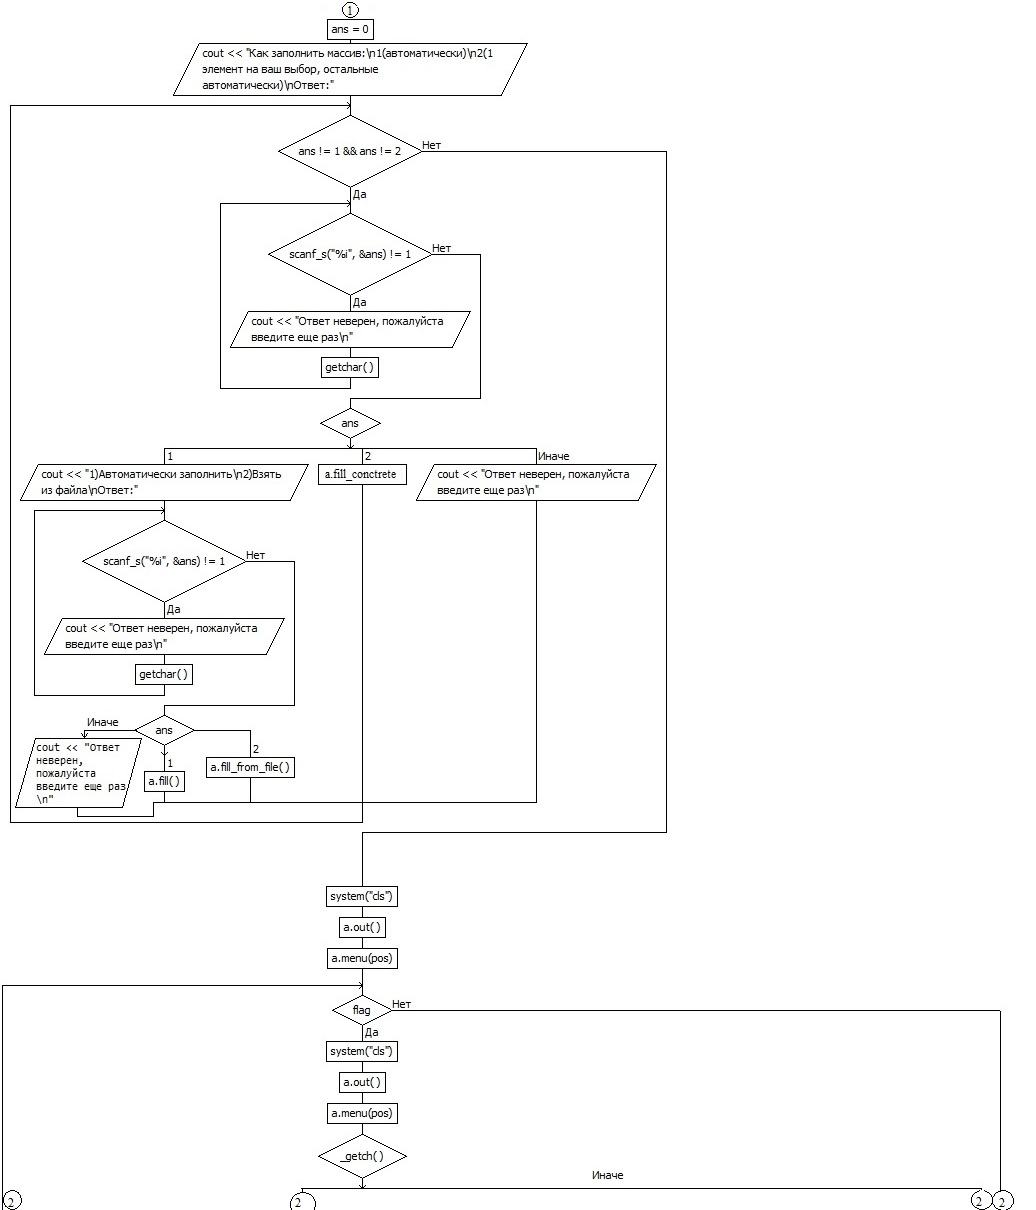 1
ans = 0
cout << "Как заполнить массив:\n1(автоматически)\n2(1
элемент на ваш выбор, остальные
автоматически)\nОтвет:"
ans != 1 && ans != 2
Нет
Да
scanf_s("%i", &ans) != 1
Нет
Да
cout << "Ответ неверен, пожалуйста
введите еще раз\n"
getchar()
ans
1
2
Иначе
cout << "1)Автоматически заполнить\n2)Взять
из файла\nОтвет:"
a.fill_conctrete
cout << "Ответ неверен, пожалуйста
введите еще раз\n"
scanf_s("%i", &ans) != 1
Нет
Да
cout << "Ответ неверен, пожалуйста
введите еще раз\n"
getchar()
Иначе
ans
cout << "Ответ
неверен,
пожалуйста
введите еще раз
\n"
1
a.fill()
2
a.fill_from_file()
system("cls")
a.out()
a.menu(pos)
flag
Нет
Да
system("cls")
a.out()
a.menu(pos)
_getch()
Иначе
2
2
2
2